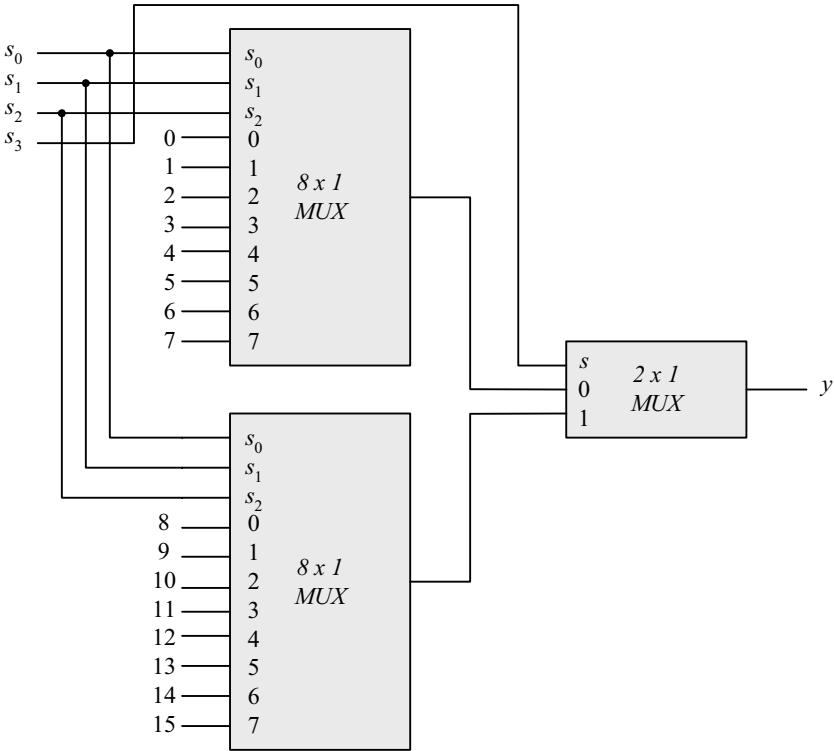 s0 s0
s1 s1
s2 s2
s3
0 0
1 1
2 2
3 3
4 4
5 5
6 6
7 7
8 x 1
MUX
s
0
1
2 x 1
MUX
y
s0
s1
s2
8 0
9 1
10 2
11 3
12 4
13 5
14 6
15 7
8 x 1
MUX